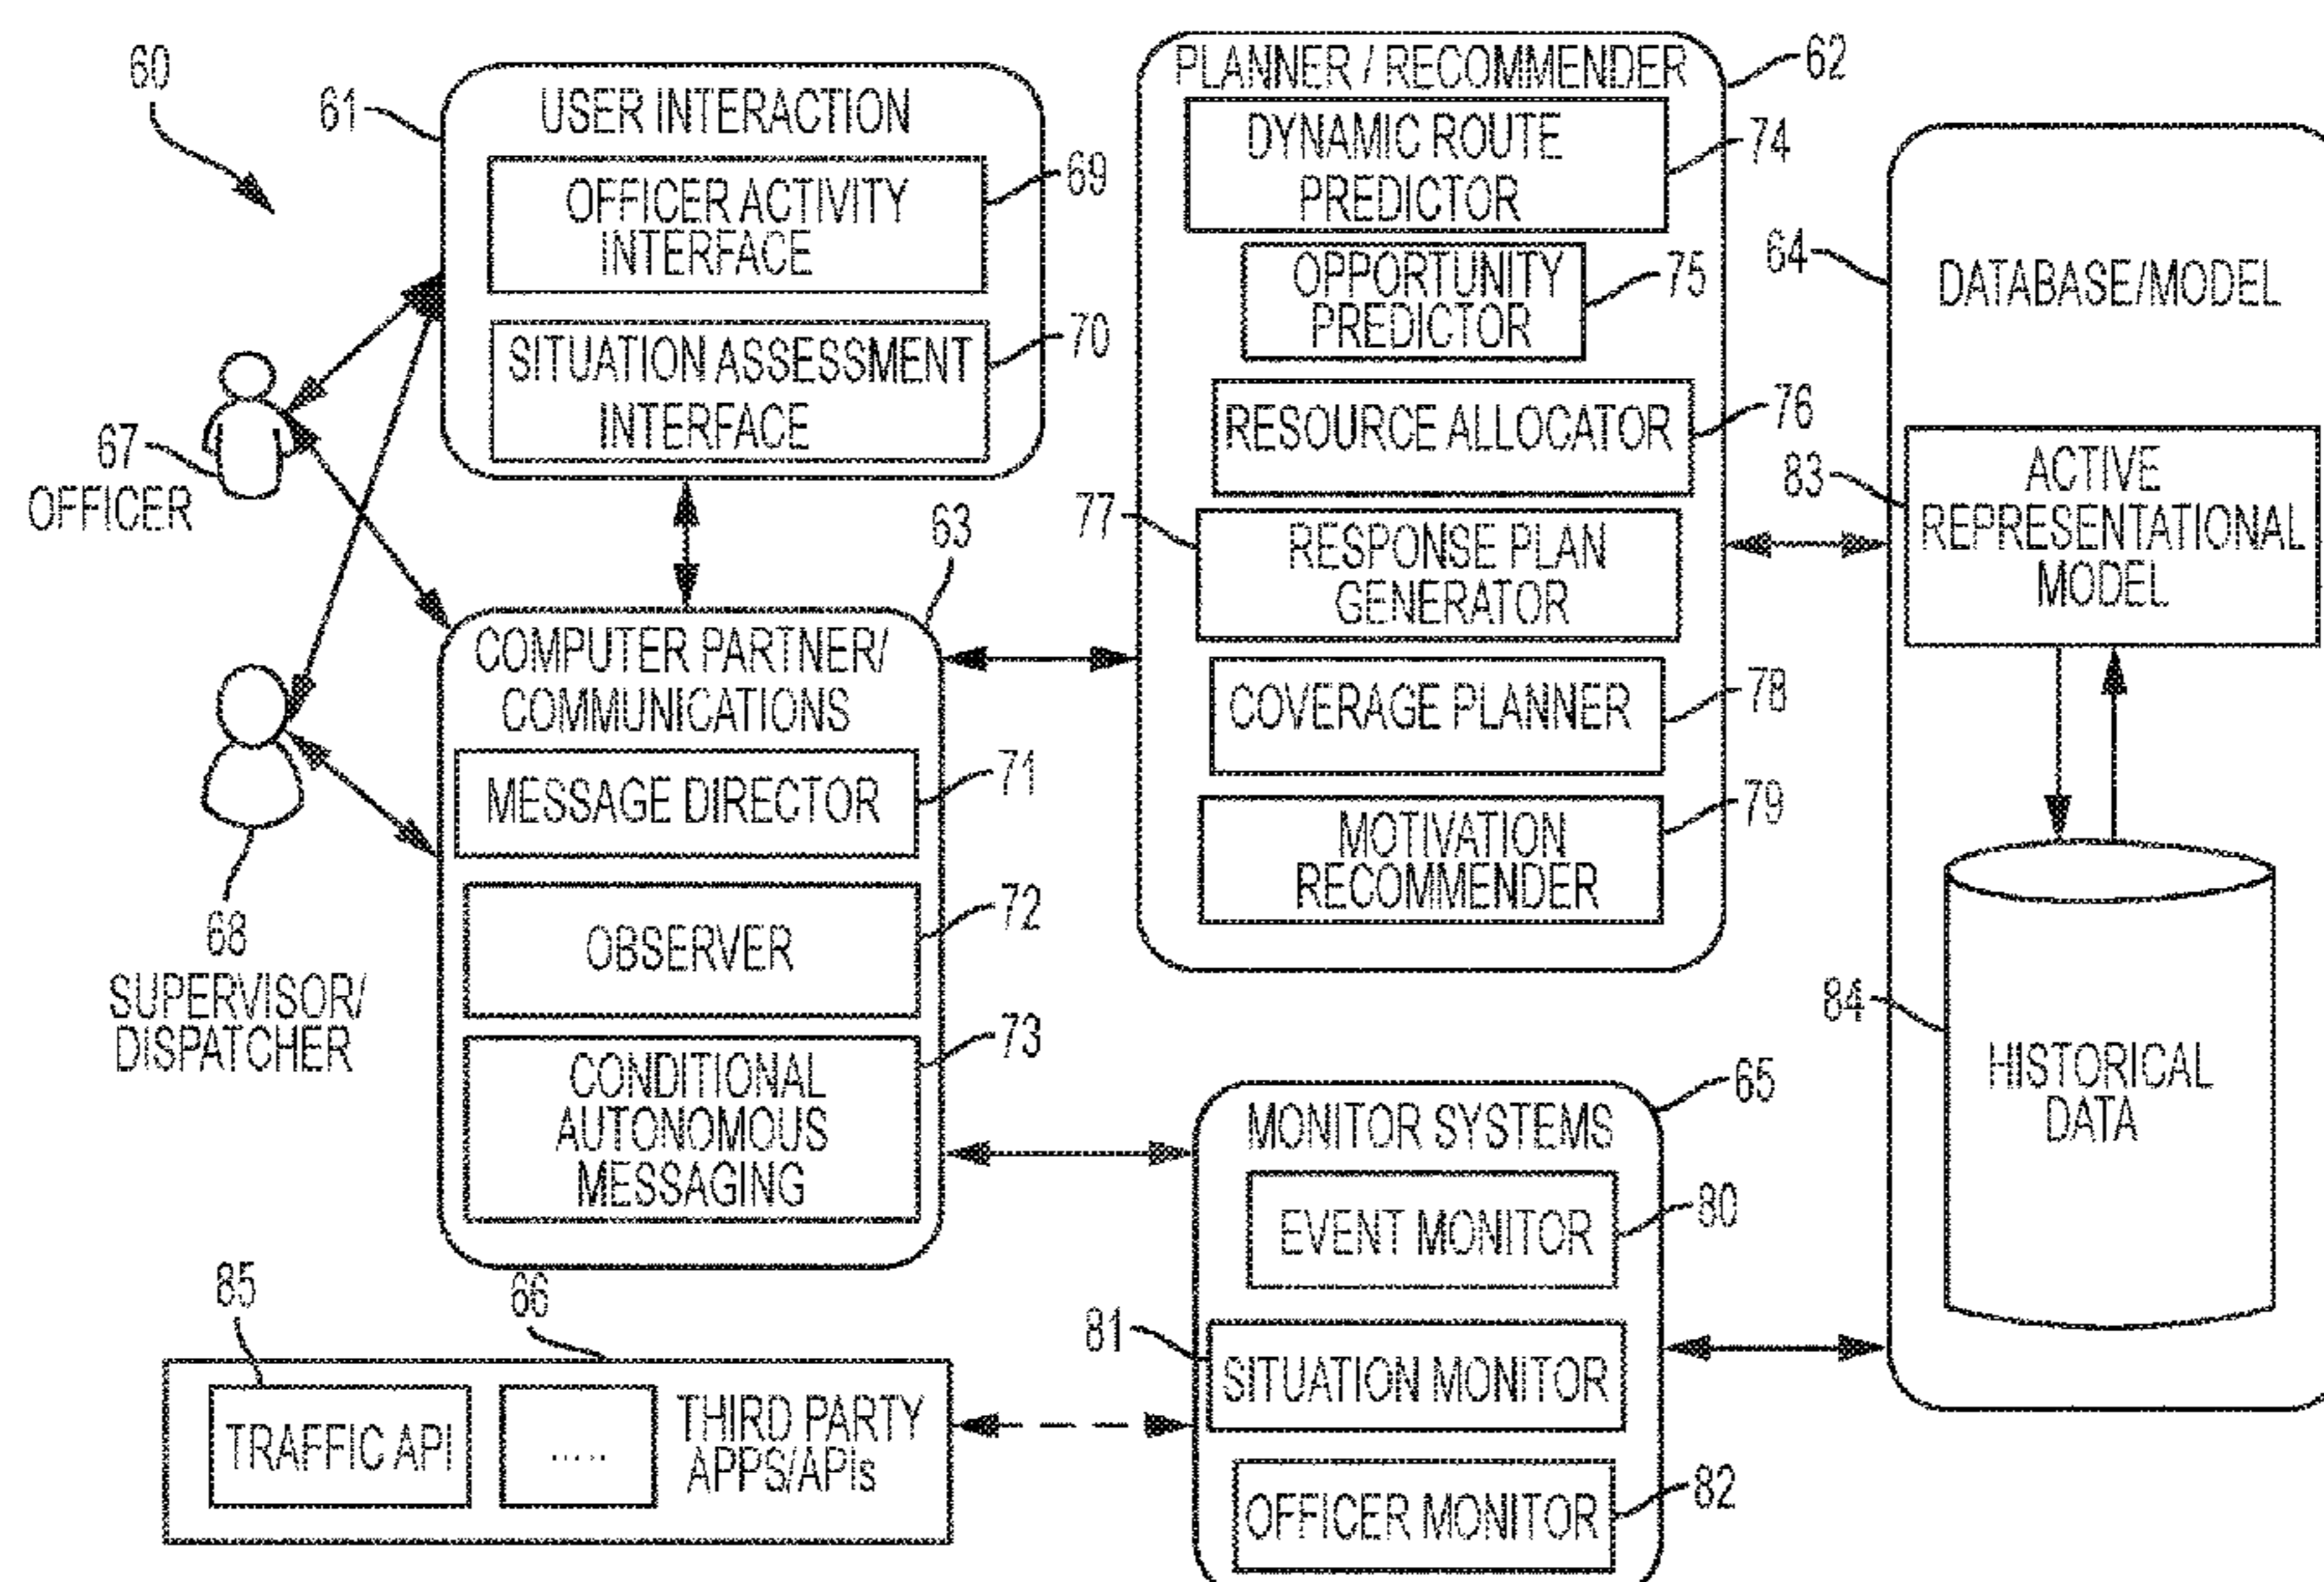 60
61
USER INTERACTION
OFFICER ACTIVITY
INTERFACE
69
SITUATION ASSESSMENT
INTERFACE
70
67
OFFICER
68
SUPERVISOR/
DISPATCHER
63
COMPUTER PARTNER/
COMMUNICATIONS
MESSAGE DIRECTOR
71
OBSERVER
72
CONDITIONAL
AUTONOMOUS
MESSAGING
73
PLANNER / RECOMMENDER
62
DYNAMIC ROUTE
PREDICTOR
74
OPPORTUNITY
PREDICTOR
75
RESOURCE ALLOCATOR
76
77
RESPONSE PLAN
GENERATOR
COVERAGE PLANNER
78
MOTIVATION
RECOMMENDER
79
64
DATABASE/MODEL
83
ACTIVE
REPRESENTATIONAL
MODEL
84
HISTORICAL
DATA
65
MONITOR SYSTEMS
EVENT MONITOR
80
81
SITUATION MONITOR
OFFICER MONITOR
82
85
66
TRAFFIC API
.....
THIRD PARTY
APPS/APIs